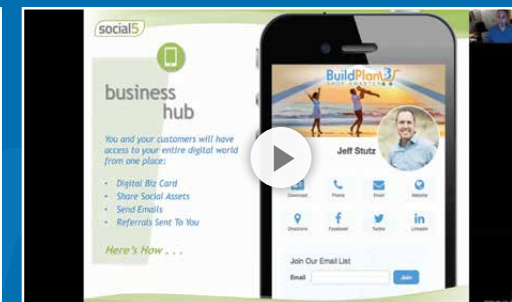 social5
business
hub
You and your customers will have
access to your entire digital world
from one place:
• Digital Biz Card
• Share Social Assets
• Send Emails
• Referrals Sent To You
Here's How . . .
BuildPlan
Jeff Stutz
Download
Phone
Email
Website
Directions
Facebook
Twitter
LinkedIn
Join Our Email List
Email
Join